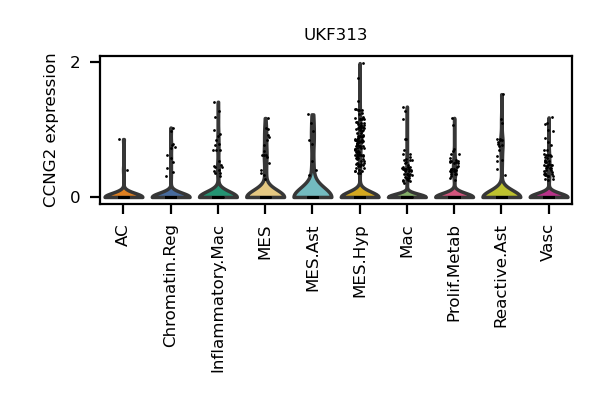 UKF313
CCNG2 expression
2
0
AC
Chromatin.Reg
Inflammatory.Mac
MES
MES.Ast
MES.Hyp
Mac
Prolif.Metab
Reactive.Ast
Vasc